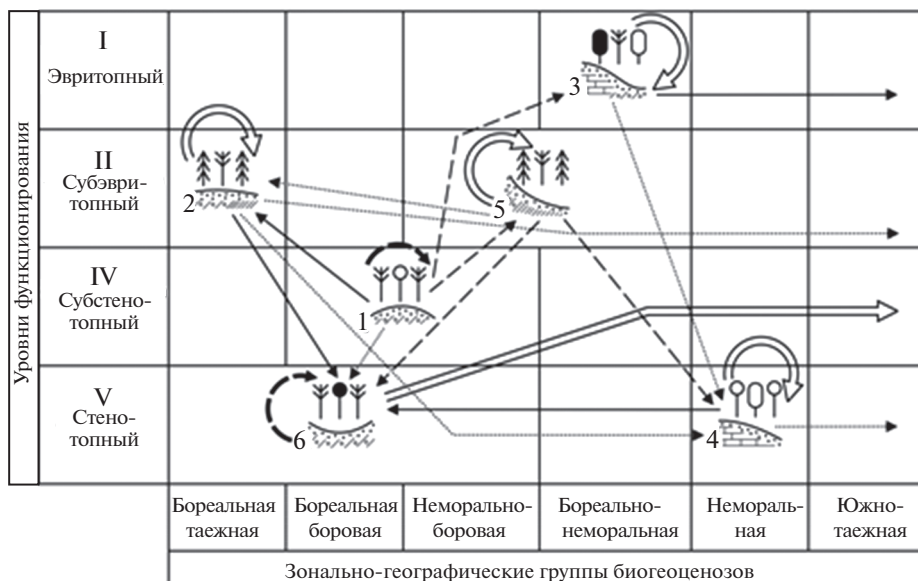 Уровни функционирования
I
Эвритопный
II
Субэври-
топный
IV
Субстено-
топный
V
Стено-
топный
3
2
5
1
6
4
Бореальная
таежная
Бореальная
боровая
Неморально-
боровая
Бореально-
неморальная
Немораль-
ная
Южно-
таежная
Зонально-географические группы биогеоценозов